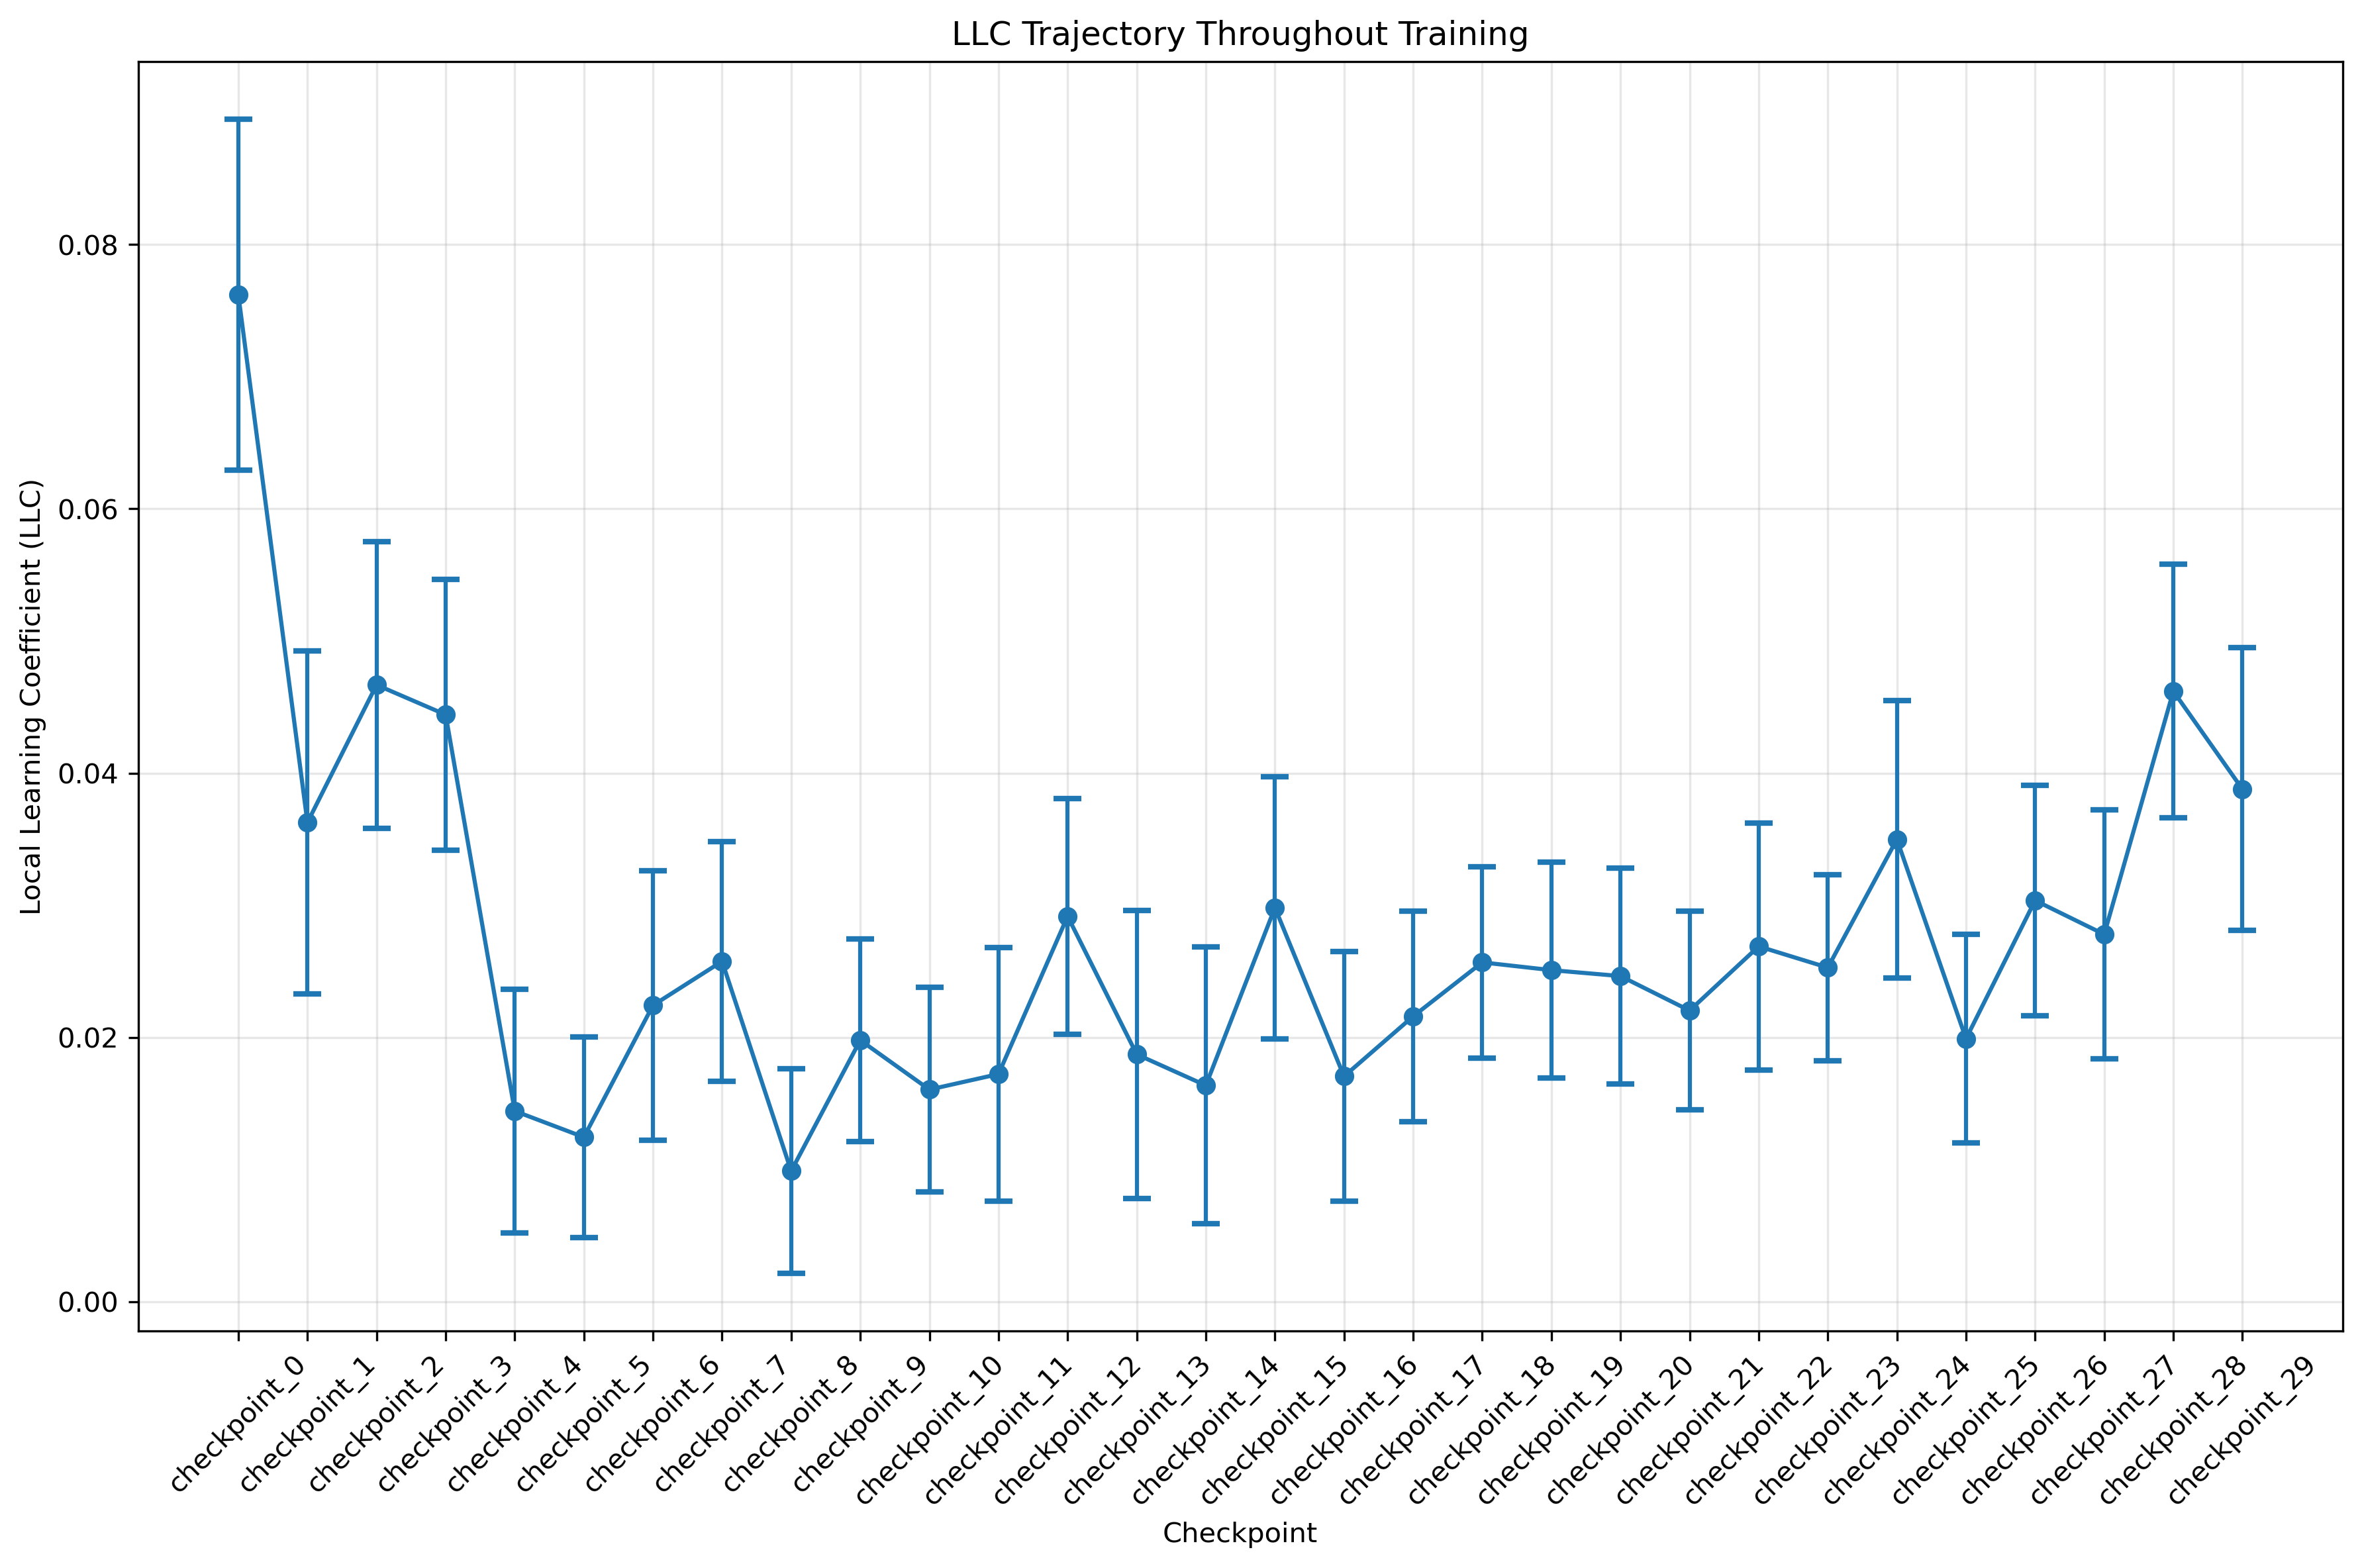 LLC Trajectory Throughout Training
Local Learning Coefficient (LLC)
0.08
0.06
0.04
0.02
0.00
checkpoint_0
checkpoint_1
checkpoint_2
checkpoint_3
checkpoint_4
checkpoint_5
checkpoint_6
checkpoint_7
checkpoint_8
checkpoint_9
checkpoint_10
checkpoint_11
checkpoint_12
checkpoint_13
checkpoint_14
checkpoint_15
checkpoint_16
checkpoint_17
checkpoint_18
checkpoint_19
checkpoint_20
checkpoint_21
checkpoint_22
checkpoint_23
checkpoint_24
checkpoint_25
checkpoint_26
checkpoint_27
checkpoint_28
checkpoint_29
Checkpoint